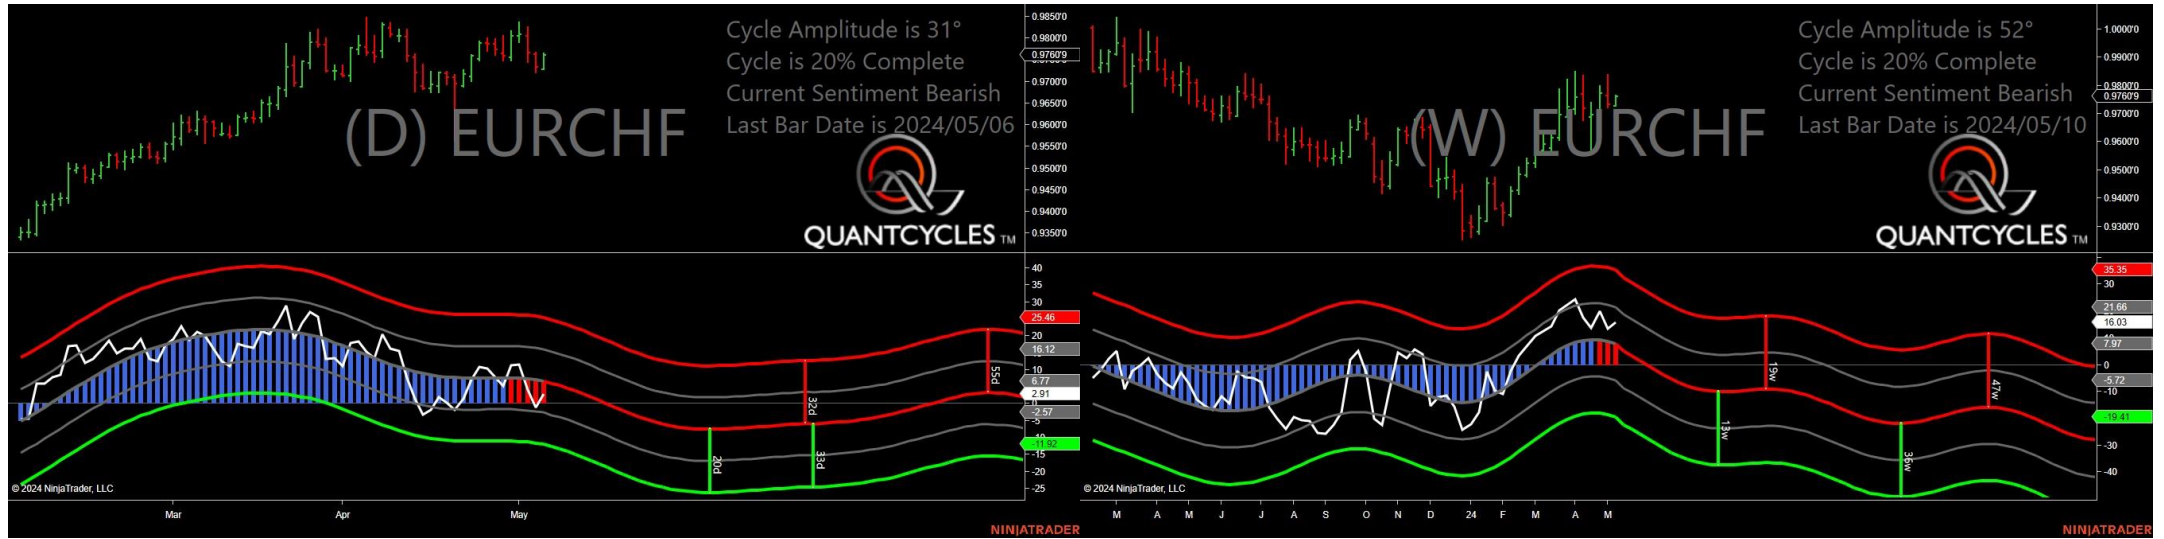 Cycle Amplitude is 31°
Cycle is 20% Complete
Current Sentiment Bearish
Last Bar Date is 2024/05/06
(D) EURCHF
QUANTCYCLES TM
0.9850'0
0.9800'0
0.9760'9
0.9700'0
0.9650'0
0.9600'0
0.9550'0
0.9500'0
0.9450'0
0.9400'0
0.9350'0
40
35
30
25.46
20
16.12
10
6.77
2.91
-2.57
-5
-11.92
-15
-20
-25
20d
32d
33d
55d
© 2024 NinjaTrader, LLC
Mar Apr May
NINJATRADER
Cycle Amplitude is 52°
Cycle is 20% Complete
Current Sentiment Bearish
Last Bar Date is 2024/05/10
(W) EURCHF
QUANTCYCLES TM
1.0000'0
0.9900'0
0.9800'0
0.9760'9
0.9700'0
0.9600'0
0.9500'0
0.9400'0
0.9300'0
35.35
30
21.66
16.03
7.97
0
-5.72
-10
-19.41
-30
-40
13w
19w
36w
47w
© 2024 NinjaTrader, LLC
M A M J J A S O N D 24 F M A M
NINJATRADER